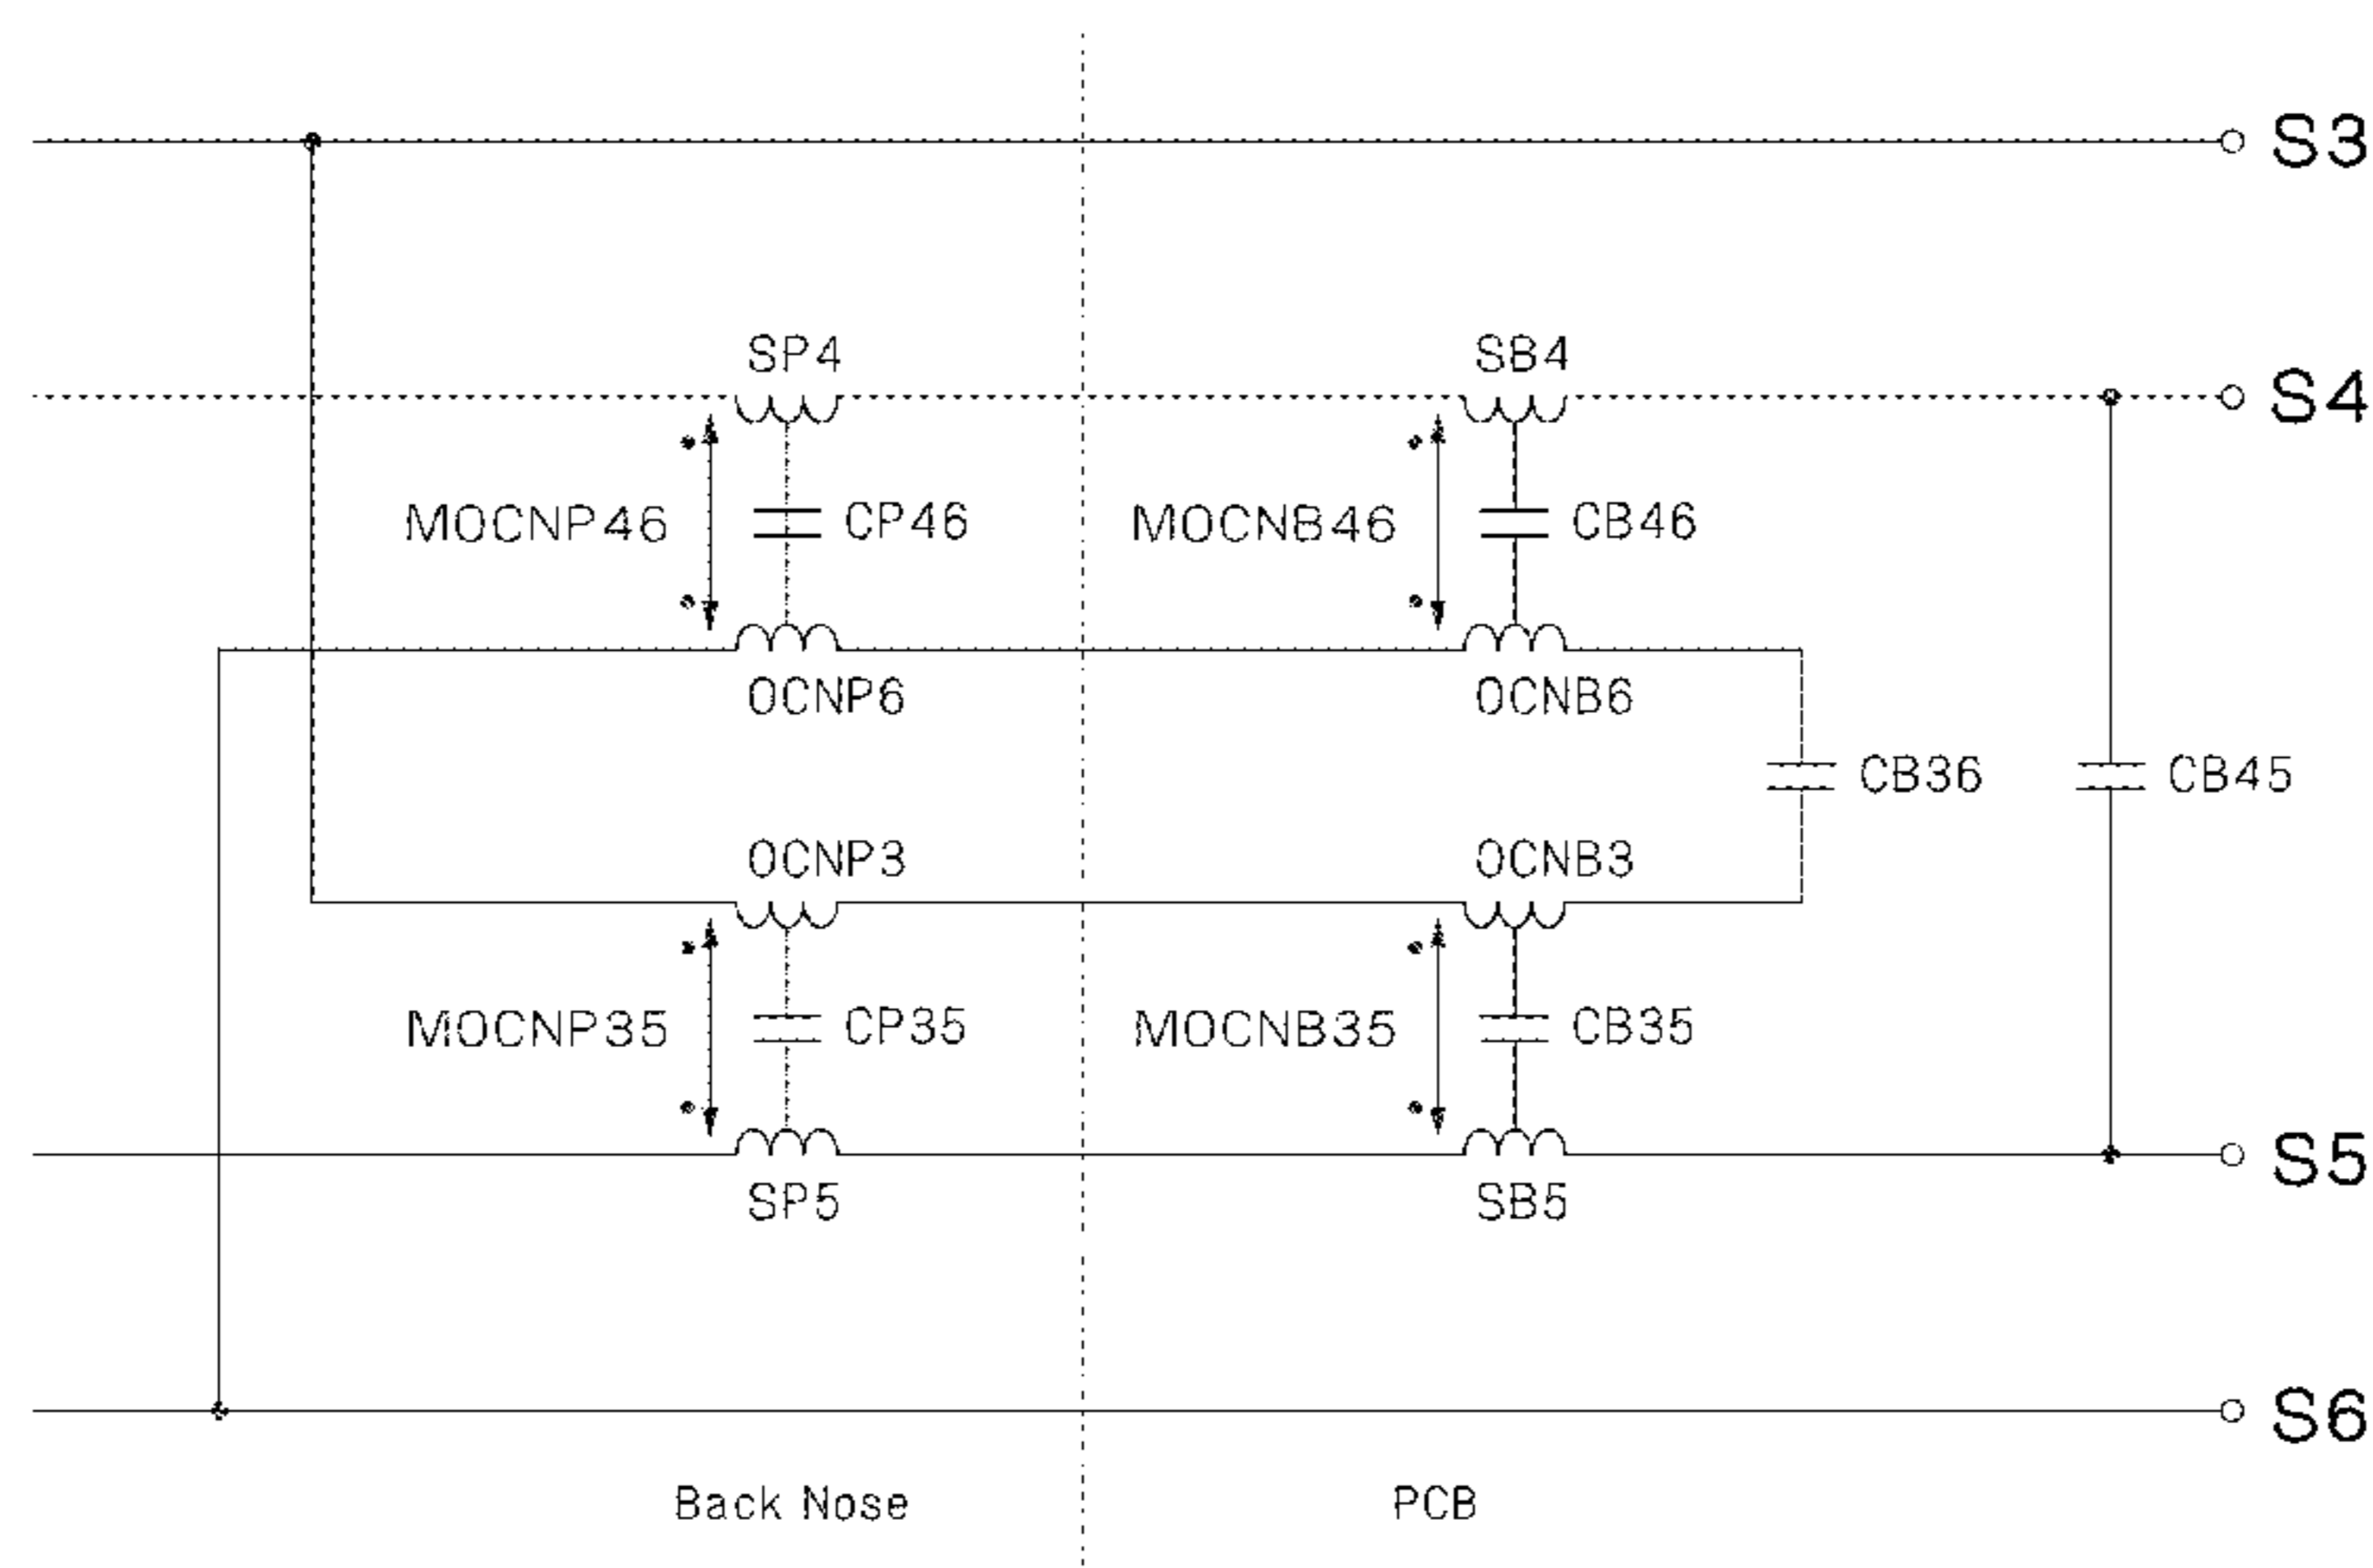 S3
SP4
SB4
S4
MOCNP46
CP46
MOCNB46
CB46
OCNP6
OCNB6
CB36
CB45
OCNP3
OCNB3
MOCNP35
CP35
MOCNB35
CB35
S5
SP5
SB5
S6
Back Nose
PCB